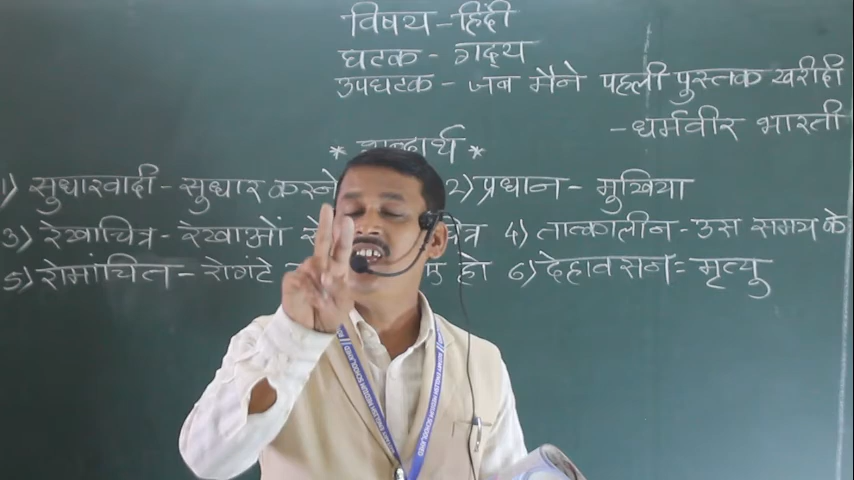 विषय - हिंदी
घटक - गद्य
उपघटक - जब मैने पहली पुस्तक खरीदी
- धर्मवीर भारती
* शब्दार्थ *
1) सुधारवादी - सुधार करने 2) प्रधान - मुखिया
3) रेखाचित्र - रेखाओं से चित्र 4) तात्कालीन - उस समय के
5) रोमांचित - रोगंटे हो 6) देहावसान = मृत्यु